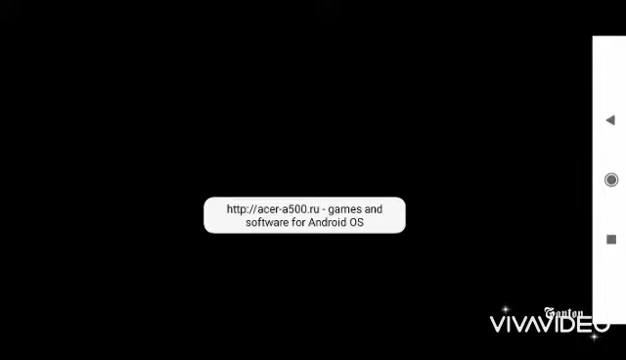 http://acer-a500.ru - games and
software for Android OS
VIVAVIDEO